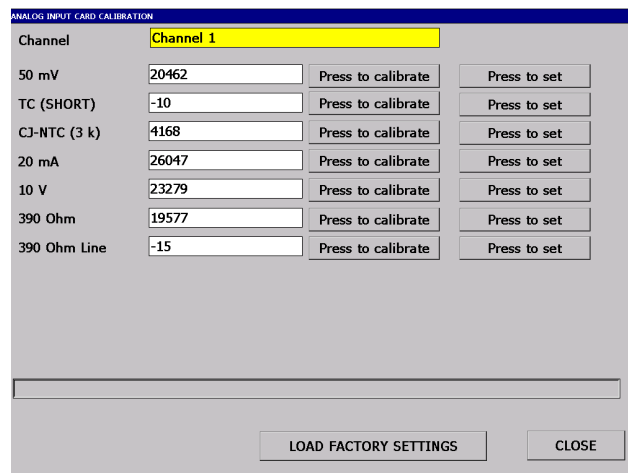 ANALOG INPUT CARD CALIBRATION
Channel Channel 1
50 mV 20462 Press to calibrate Press to set
TC (SHORT) -10 Press to calibrate Press to set
CJ-NTC (3 k) 4168 Press to calibrate Press to set
20 mA 26047 Press to calibrate Press to set
10 V 23279 Press to calibrate Press to set
390 Ohm 19577 Press to calibrate Press to set
390 Ohm Line -15 Press to calibrate Press to set
LOAD FACTORY SETTINGS CLOSE